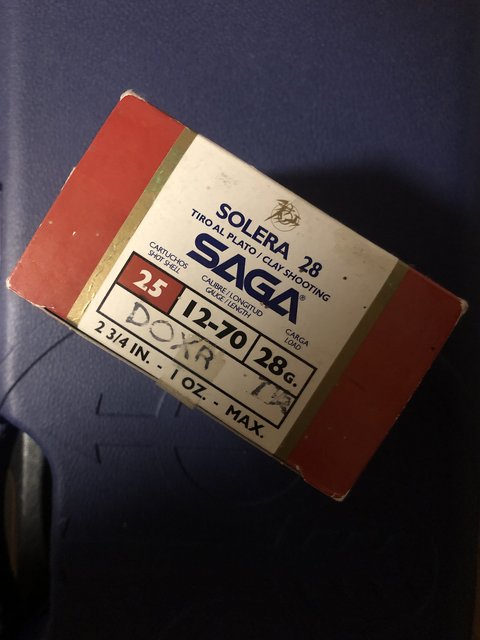 SOLERA 28
TIRO AL PLATO / CLAY SHOOTING
SAGA®
CARTUCHOS
SHOT SHELL
CALIBRE / LONGITUD
GAUGE / LENGTH
CARGA
LOAD
25 12-70 28 G.
DOXR
2 3/4 IN. - 1 OZ. - MAX.